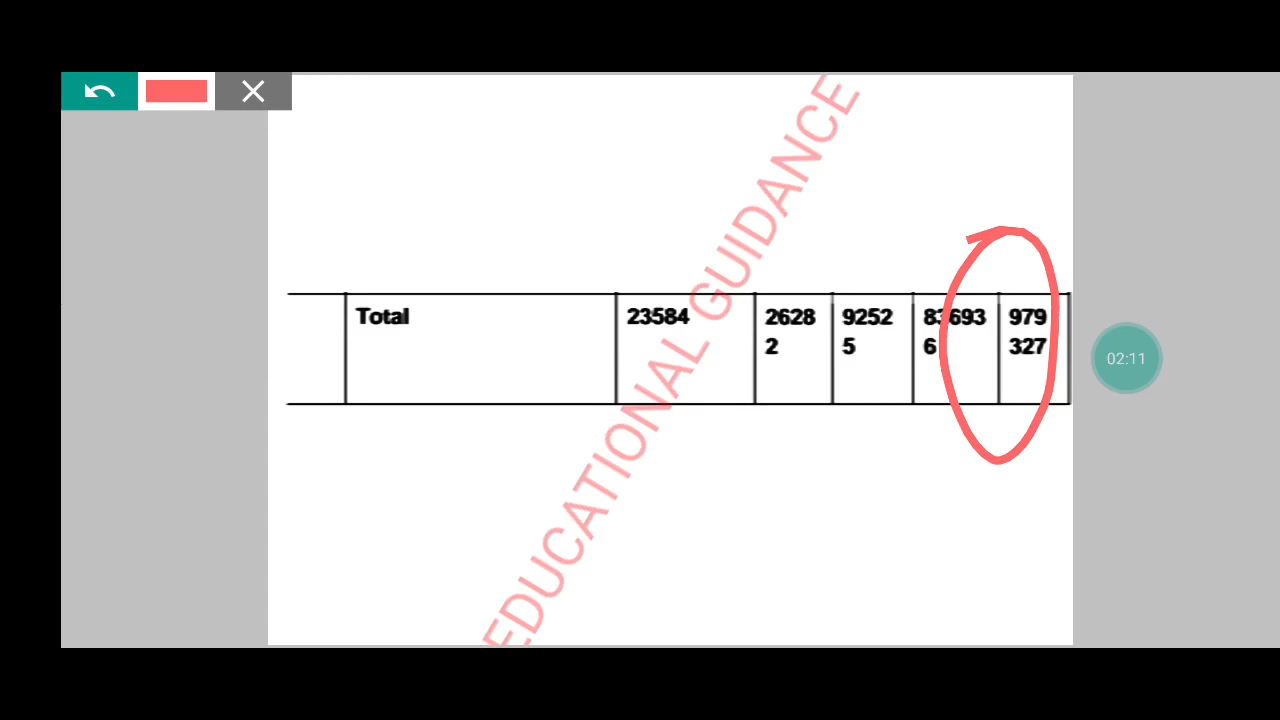 EDUCATIONAL GUIDANCE
Total 23584 2628 9252 83693 979
2 5 6 327
02:11